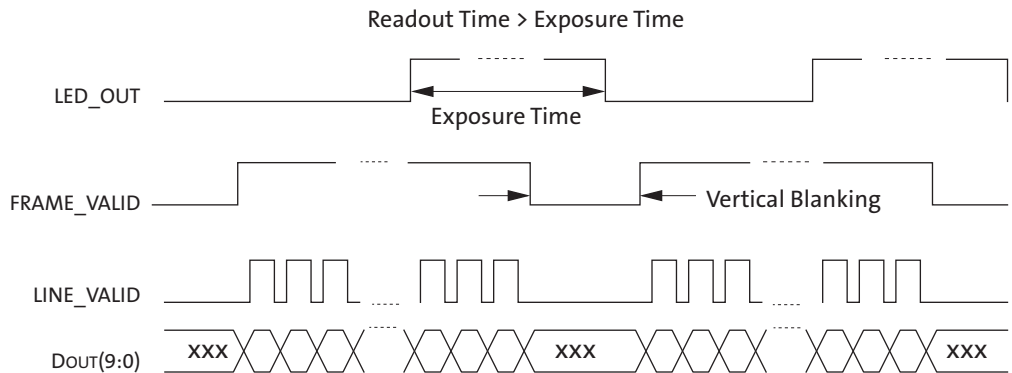 Readout Time > Exposure Time
LED_OUT
Exposure Time
FRAME_VALID
Vertical Blanking
LINE_VALID
DOUT(9:0)
XXX
XXX
XXX